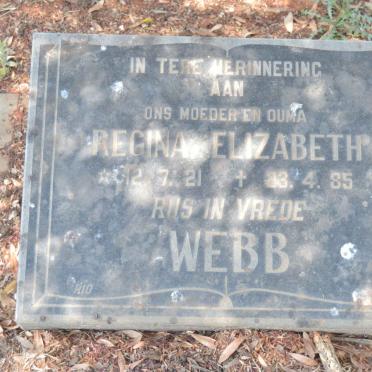 IN TERE HERINNERING
AAN
ONS MOEDER EN OUMA
REGINA ELIZABETH
* 12.7.21 ✝ 13.4.85
RUS IN VREDE
WEBB